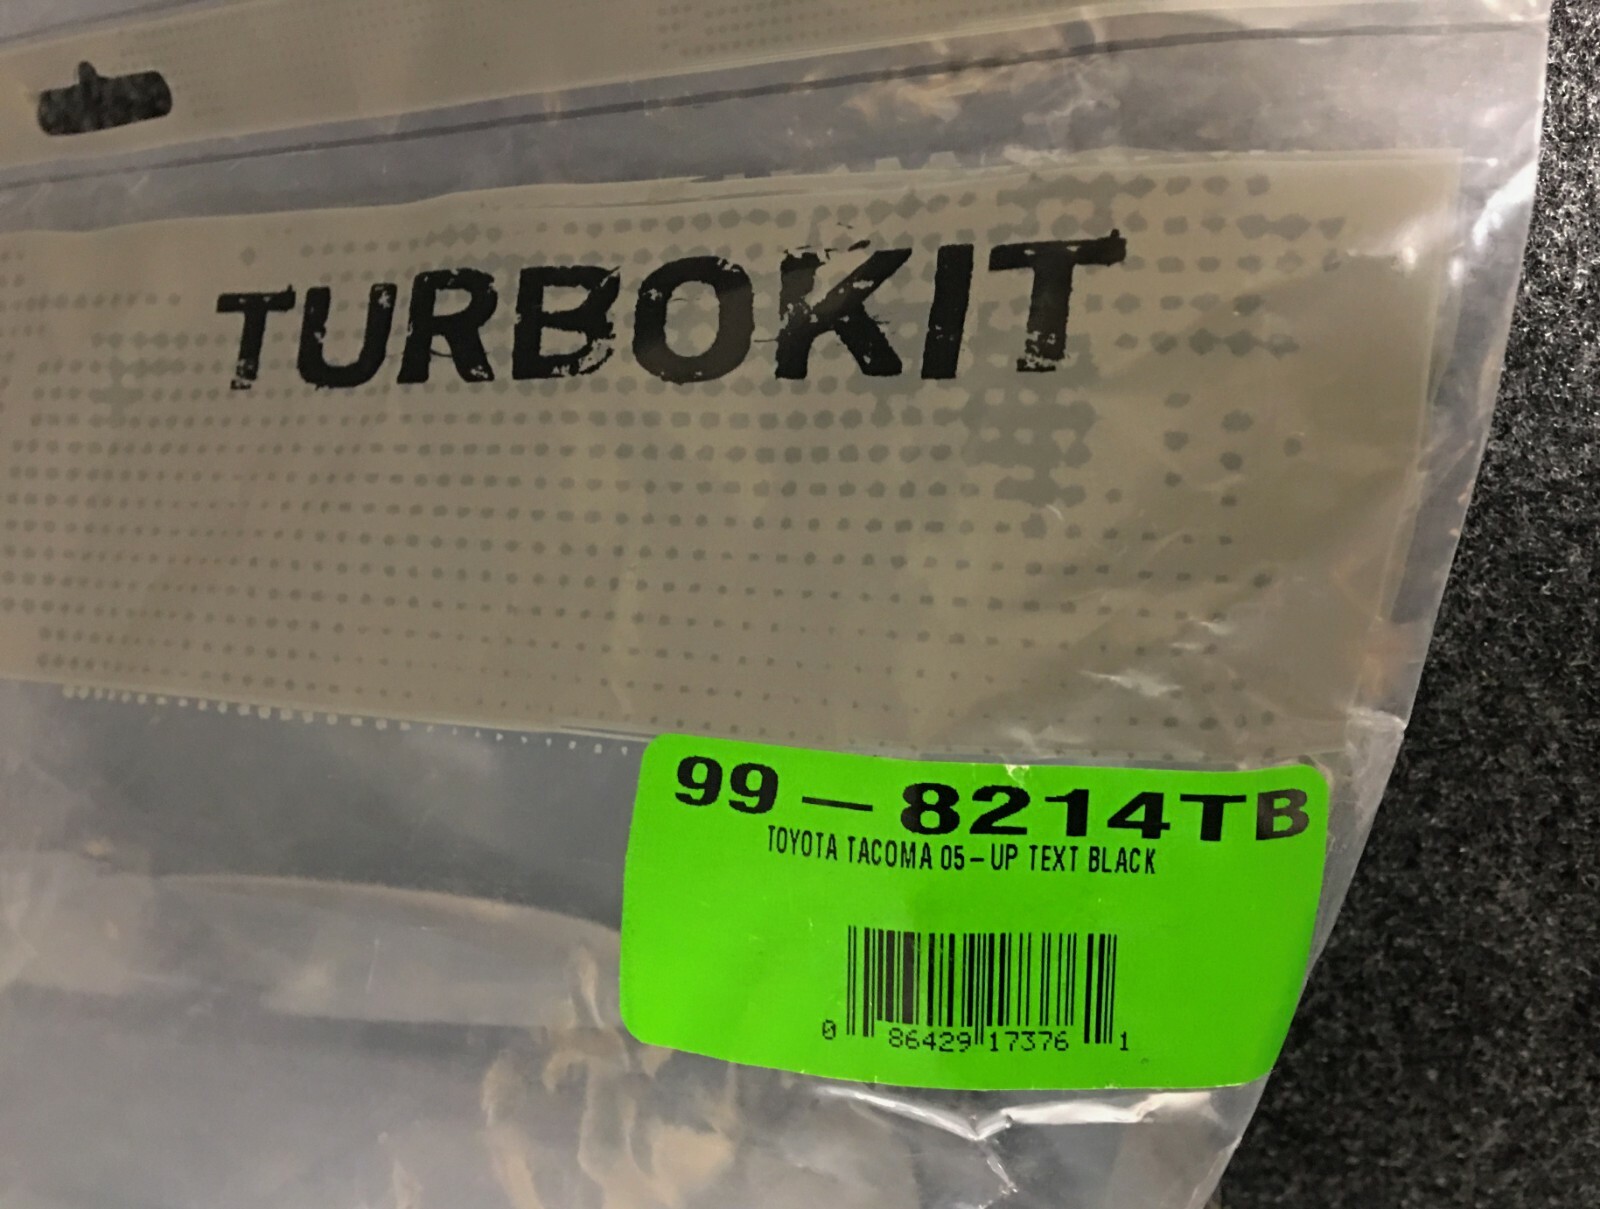 TURBOKIT
99-8214TB
TOYOTA TACOMA 05-UP TEXT BLACK
0 86429 17376 1